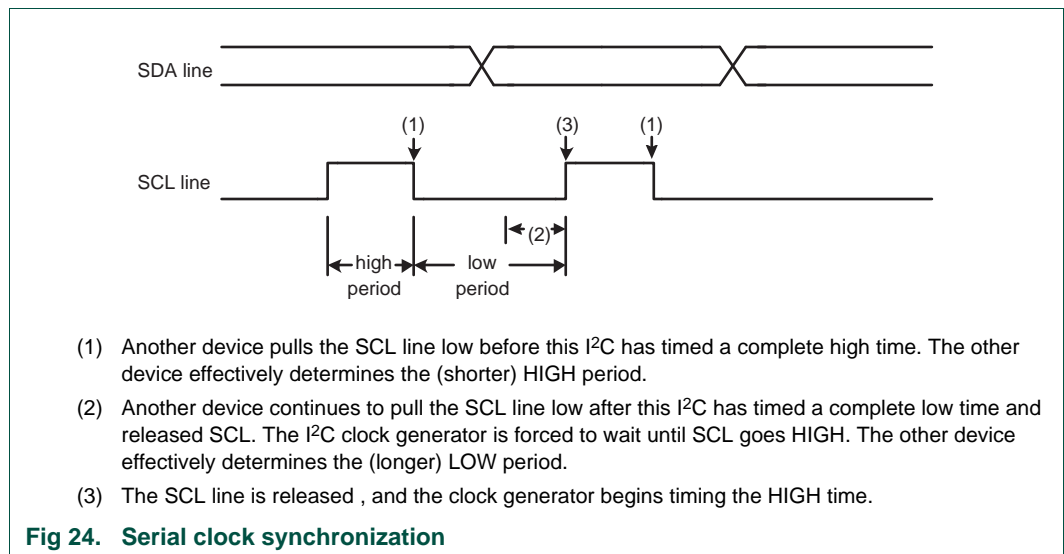 SDA line
(1)
(3)
(1)
SCL line
(2)
high
period
low
period
(1) Another device pulls the SCL line low before this I²C has timed a complete high time. The other
device effectively determines the (shorter) HIGH period.
(2) Another device continues to pull the SCL line low after this I²C has timed a complete low time and
released SCL. The I²C clock generator is forced to wait until SCL goes HIGH. The other device
effectively determines the (longer) LOW period.
(3) The SCL line is released , and the clock generator begins timing the HIGH time.
Fig 24. Serial clock synchronization